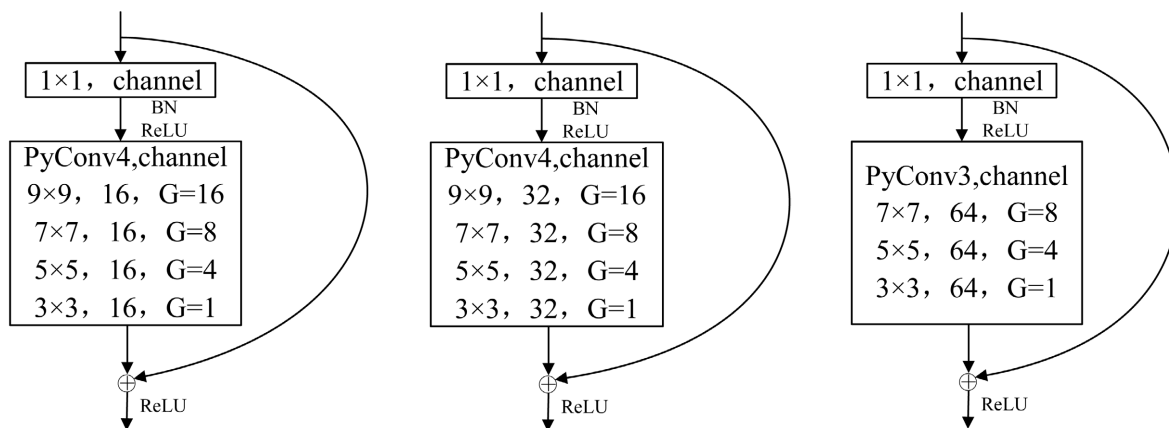 1×1， channel
BN
ReLU
PyConv4,channel
9×9， 16， G=16
7×7， 16， G=8
5×5， 16， G=4
3×3， 16， G=1
ReLU
1×1， channel
BN
ReLU
PyConv4,channel
9×9， 32， G=16
7×7， 32， G=8
5×5， 32， G=4
3×3， 32， G=1
ReLU
1×1， channel
BN
ReLU
PyConv3,channel
7×7， 64， G=8
5×5， 64， G=4
3×3， 64， G=1
ReLU